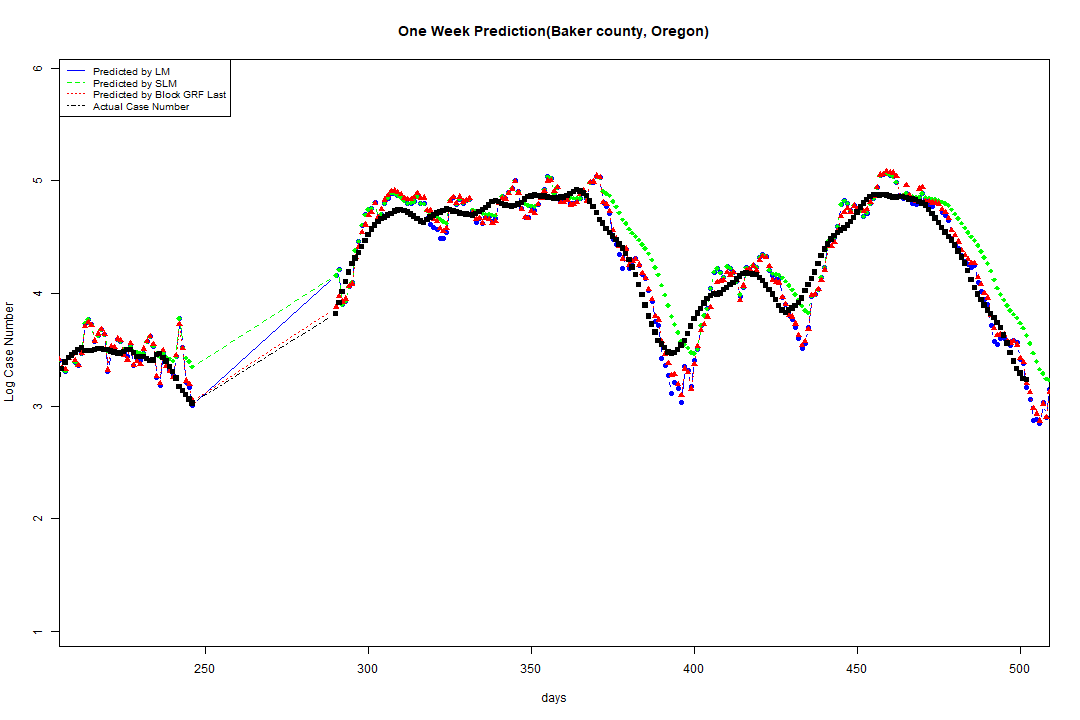 One Week Prediction(Baker county, Oregon)
Predicted by LM
Predicted by SLM
Predicted by Block GRF Last
Actual Case Number
Log Case Number
6
5
4
3
2
1
250 300 350 400 450 500
days